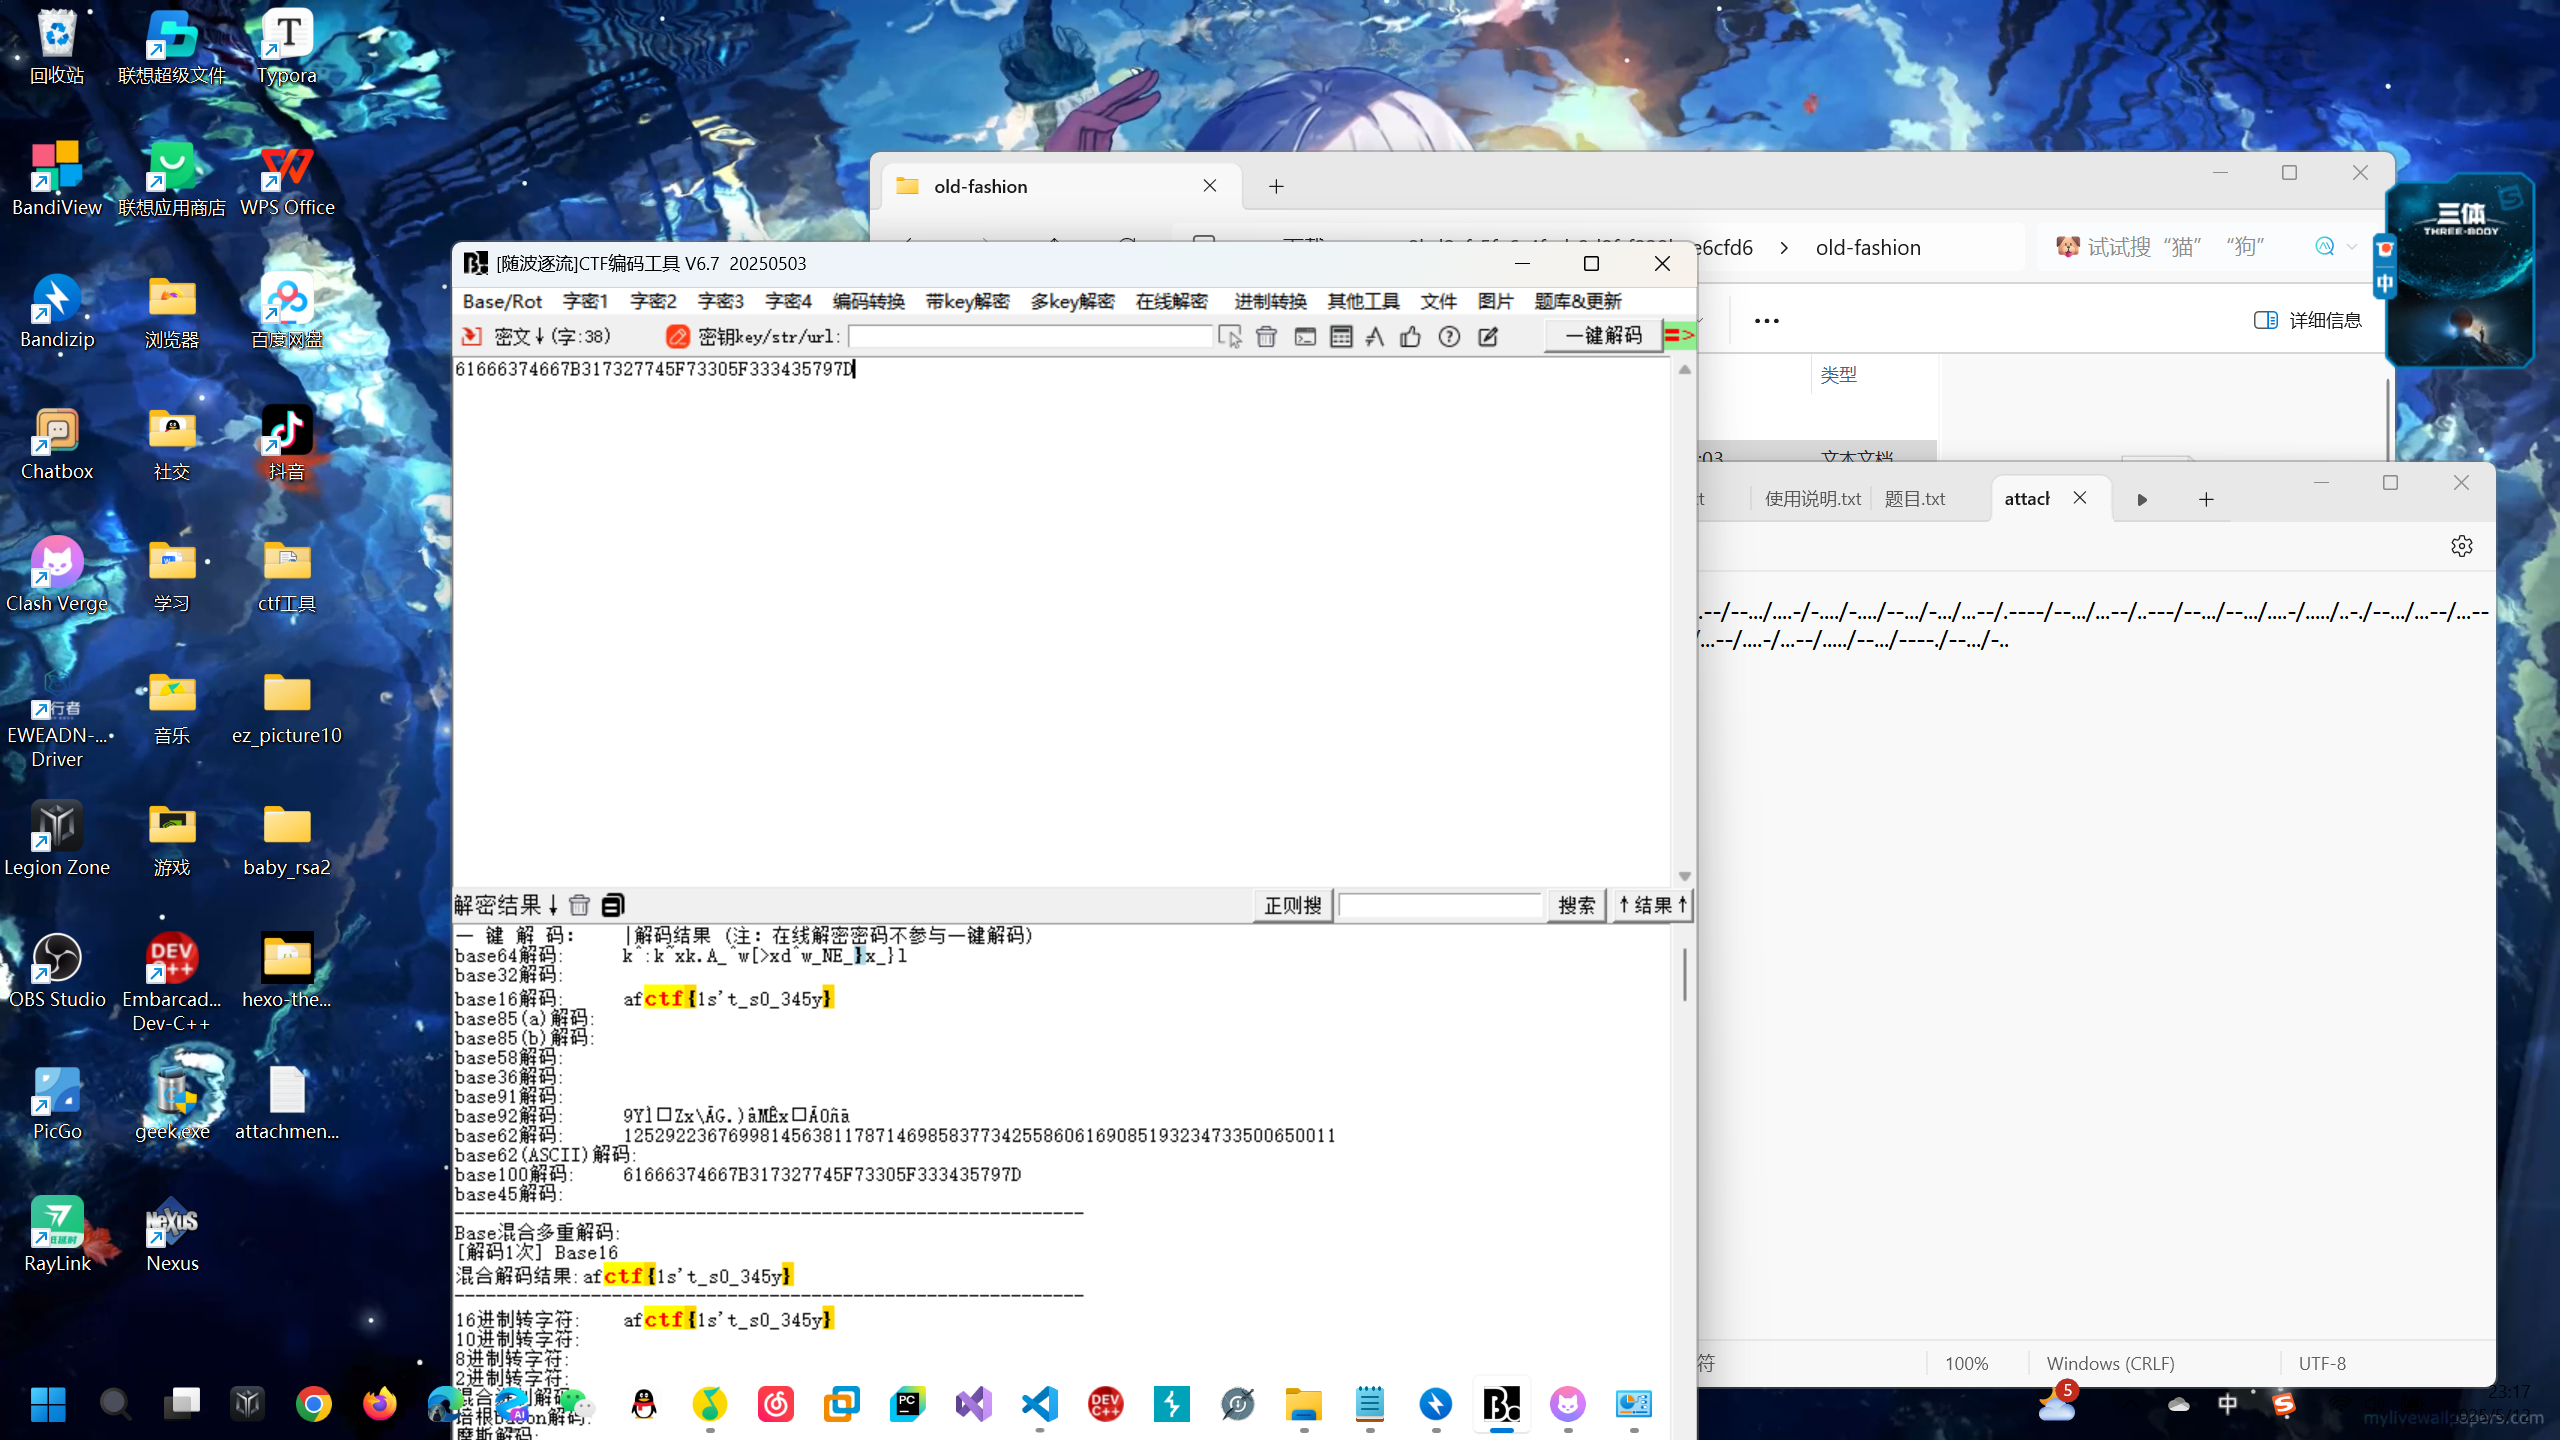 回收站
联想超级文件
Typora
BandiView
联想应用商店
WPS Office
Bandizip
浏览器
百度网盘
Chatbox
社交
抖音
Clash Verge
学习
ctf工具
EWEADN-...
Driver
音乐
ez_picture10
Legion Zone
游戏
baby_rsa2
OBS Studio
Embarcad...
Dev-C++
hexo-the...
PicGo
geek.exe
attachmen...
RayLink
Nexus
old-fashion
e6cfd6 > old-fashion
试试搜“猫” “狗”
详细信息
类型
三体
THREE-BODY
中
[随波逐流]CTF编码工具 V6.7 20250503
Base/Rot 字密1 字密2 字密3 字密4 编码转换 带key解密 多key解密 在线解密 进制转换 其他工具 文件 图片 题库&更新
密文↓(字:38) 密钥key/str/url: 一键解码 =>
61666374667B317327745F73305F333435797D
解密结果↓ 正则搜 搜索 ↑结果↑
一 键 解 码: |解码结果 (注: 在线解密密码不参与一键解码)
base64解码: k^:k~xk.A_^w[>xd^w_NE_}x_}l
base32解码:
base16解码: afctf{1s't_s0_345y}
base85(a)解码:
base85(b)解码:
base58解码:
base36解码:
base91解码:
base92解码:
base62解码: 12529223676998145638117871469858377342558606169085193234733500650011
base62(ASCII)解码:
base100解码: 61666374667B317327745F73305F333435797D
base45解码:
Base混合多重解码:
[解码1次] Base16
混合解码结果:afctf{1s't_s0_345y}
16进制转字符: afctf{1s't_s0_345y}
10进制转字符:
8进制转字符:
2进制转字符:
使用说明.txt 题目.txt
.--/--.../....-/-..../-..../--.../-.../...--/.----/--.../...--/..---/--.../--.../....-/...../..-./--.../...--/...--
/...--/....-/...--/...../--.../----./--.../-..
符 100% Windows (CRLF) UTF-8
5
中
23:17
mylivewallpapers.com